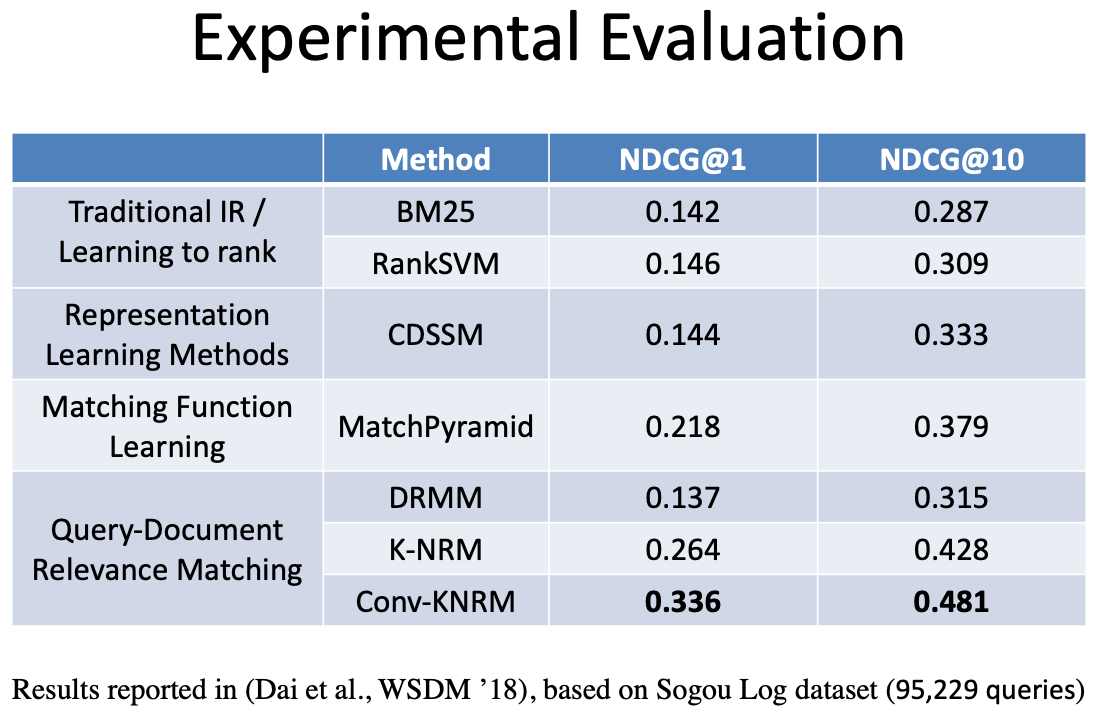 Experimental Evaluation
Method NDCG@1 NDCG@10
Traditional IR /
Learning to rank
BM25 0.142 0.287
RankSVM 0.146 0.309
Representation
Learning Methods
CDSSM 0.144 0.333
Matching Function
Learning
MatchPyramid 0.218 0.379
Query-Document
Relevance Matching
DRMM 0.137 0.315
K-NRM 0.264 0.428
Conv-KNRM 0.336 0.481
Results reported in (Dai et al., WSDM ’18), based on Sogou Log dataset (95,229 queries)